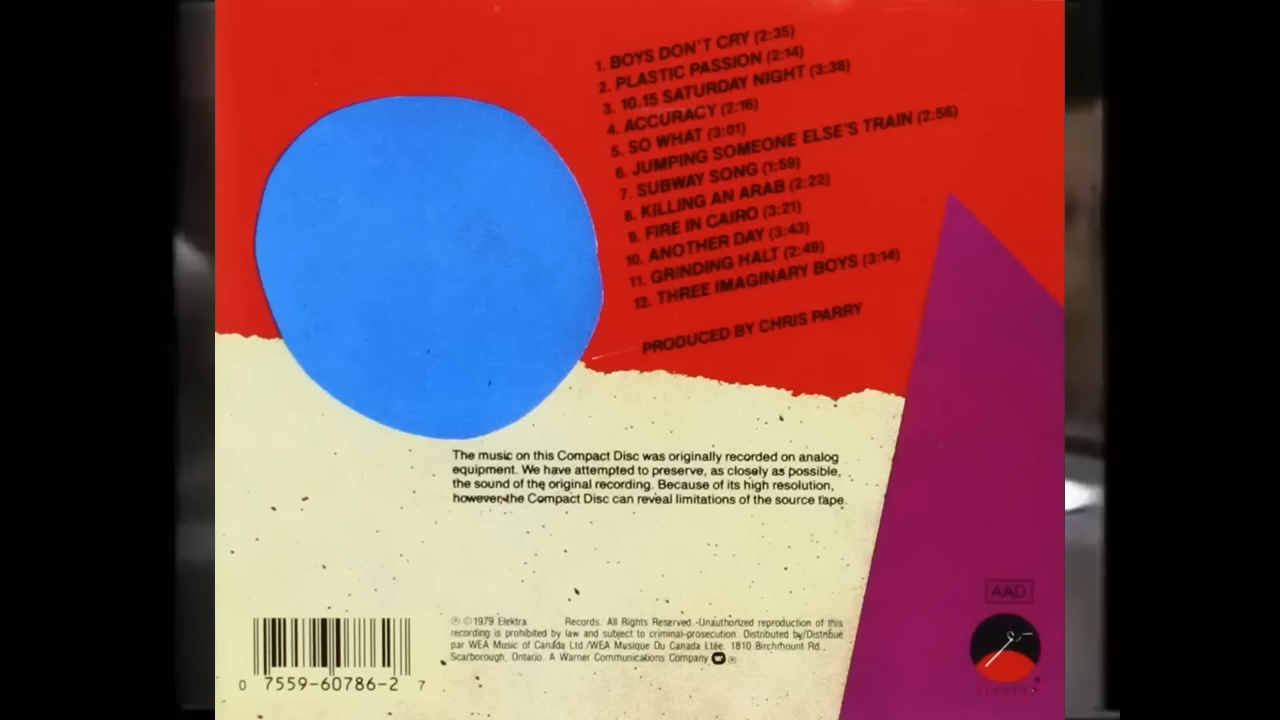 1. BOYS DON'T CRY (2:35)
2. PLASTIC PASSION (2:14)
3. 10.15 SATURDAY NIGHT (3:38)
4. ACCURACY (2:16)
5. SO WHAT (3:01)
6. JUMPING SOMEONE ELSE'S TRAIN (2:56)
7. SUBWAY SONG (1:59)
8. KILLING AN ARAB (2:22)
9. FIRE IN CAIRO (3:21)
10. ANOTHER DAY (3:43)
11. GRINDING HALT (2:49)
12. THREE IMAGINARY BOYS (3:14)
PRODUCED BY CHRIS PARRY
The music on this Compact Disc was originally recorded on analog
equipment. We have attempted to preserve, as closely as possible,
the sound of the original recording. Because of its high resolution,
however, the Compact Disc can reveal limitations of the source tape.
AAD
℗ © 1979 Elektra Records. All Rights Reserved. Unauthorized reproduction of this
recording is prohibited by law and subject to criminal prosecution. Distributed by/Distribué
par WEA Music of Canada Ltd./WEA Musique Du Canada Ltée. 1810 Birchmount Rd.,
Scarborough, Ontario. A Warner Communications Company ®
0 7559-60786-2 7
ELEKTRA